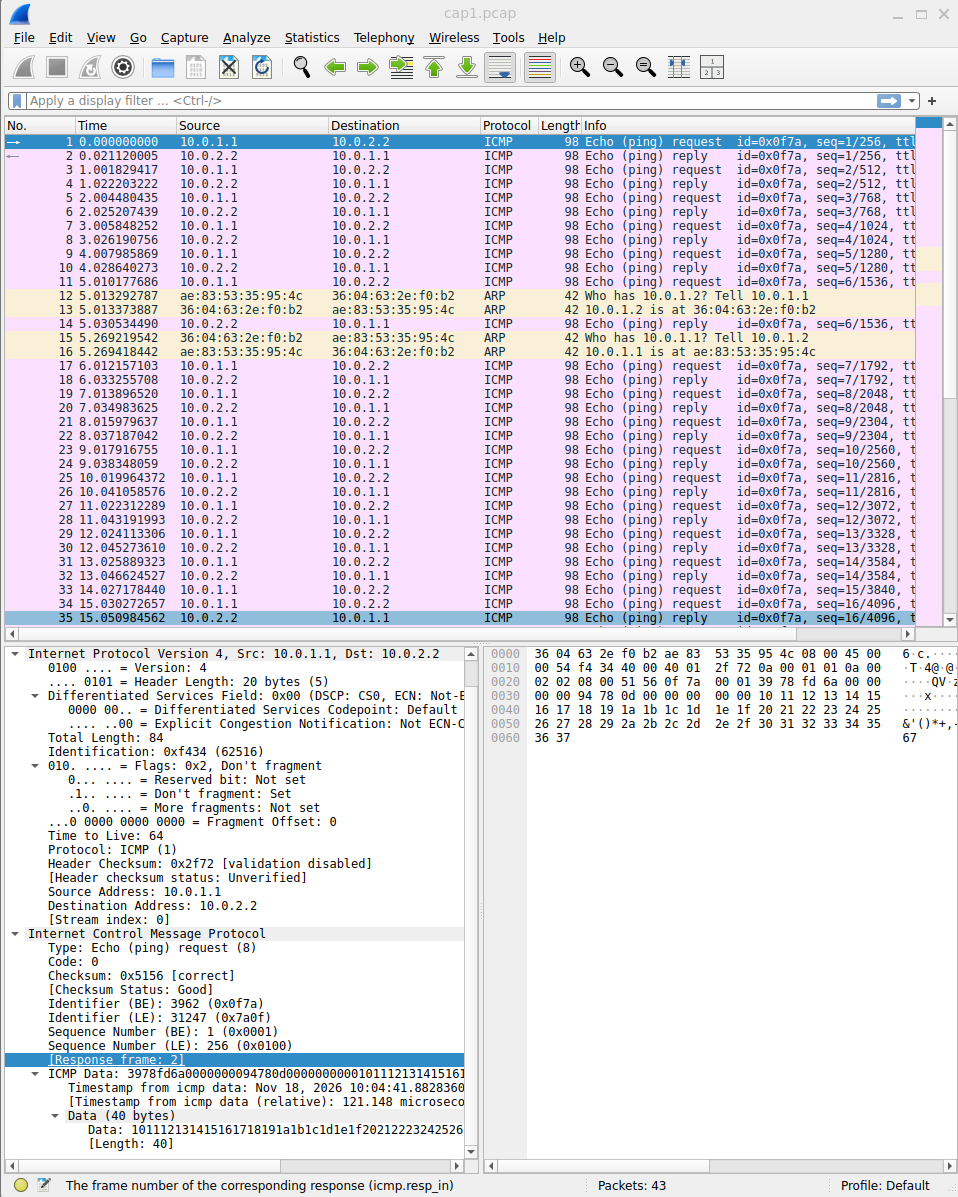 cap1.pcap
File Edit View Go Capture Analyze Statistics Telephony Wireless Tools Help
Apply a display filter ... <Ctrl-/>
No. Time Source Destination Protocol Length Info
1 0.000000000 10.0.1.1 10.0.2.2 ICMP 98 Echo (ping) request id=0x0f7a, seq=1/256, ttl
2 0.021120005 10.0.2.2 10.0.1.1 ICMP 98 Echo (ping) reply id=0x0f7a, seq=1/256, ttl
3 1.001829417 10.0.1.1 10.0.2.2 ICMP 98 Echo (ping) request id=0x0f7a, seq=2/512, ttl
4 1.022203222 10.0.2.2 10.0.1.1 ICMP 98 Echo (ping) reply id=0x0f7a, seq=2/512, ttl
5 2.004480435 10.0.1.1 10.0.2.2 ICMP 98 Echo (ping) request id=0x0f7a, seq=3/768, ttl
6 2.025207439 10.0.2.2 10.0.1.1 ICMP 98 Echo (ping) reply id=0x0f7a, seq=3/768, ttl
7 3.005848252 10.0.1.1 10.0.2.2 ICMP 98 Echo (ping) request id=0x0f7a, seq=4/1024, tt
8 3.026190756 10.0.2.2 10.0.1.1 ICMP 98 Echo (ping) reply id=0x0f7a, seq=4/1024, tt
9 4.007985869 10.0.1.1 10.0.2.2 ICMP 98 Echo (ping) request id=0x0f7a, seq=5/1280, tt
10 4.028640273 10.0.2.2 10.0.1.1 ICMP 98 Echo (ping) reply id=0x0f7a, seq=5/1280, tt
11 5.010177686 10.0.1.1 10.0.2.2 ICMP 98 Echo (ping) request id=0x0f7a, seq=6/1536, tt
12 5.013292787 ae:83:53:35:95:4c 36:04:63:2e:f0:b2 ARP 42 Who has 10.0.1.2? Tell 10.0.1.1
13 5.013373887 36:04:63:2e:f0:b2 ae:83:53:35:95:4c ARP 42 10.0.1.2 is at 36:04:63:2e:f0:b2
14 5.030534490 10.0.2.2 10.0.1.1 ICMP 98 Echo (ping) reply id=0x0f7a, seq=6/1536, tt
15 5.269219542 36:04:63:2e:f0:b2 ae:83:53:35:95:4c ARP 42 Who has 10.0.1.1? Tell 10.0.1.2
16 5.269418442 ae:83:53:35:95:4c 36:04:63:2e:f0:b2 ARP 42 10.0.1.1 is at ae:83:53:35:95:4c
17 6.012157103 10.0.1.1 10.0.2.2 ICMP 98 Echo (ping) request id=0x0f7a, seq=7/1792, tt
18 6.033255708 10.0.2.2 10.0.1.1 ICMP 98 Echo (ping) reply id=0x0f7a, seq=7/1792, tt
19 7.013896520 10.0.1.1 10.0.2.2 ICMP 98 Echo (ping) request id=0x0f7a, seq=8/2048, tt
20 7.034983625 10.0.2.2 10.0.1.1 ICMP 98 Echo (ping) reply id=0x0f7a, seq=8/2048, tt
21 8.015979637 10.0.1.1 10.0.2.2 ICMP 98 Echo (ping) request id=0x0f7a, seq=9/2304, tt
22 8.037187042 10.0.2.2 10.0.1.1 ICMP 98 Echo (ping) reply id=0x0f7a, seq=9/2304, tt
23 9.017916755 10.0.1.1 10.0.2.2 ICMP 98 Echo (ping) request id=0x0f7a, seq=10/2560, t
24 9.038348059 10.0.2.2 10.0.1.1 ICMP 98 Echo (ping) reply id=0x0f7a, seq=10/2560, t
25 10.019964372 10.0.1.1 10.0.2.2 ICMP 98 Echo (ping) request id=0x0f7a, seq=11/2816, t
26 10.041058576 10.0.2.2 10.0.1.1 ICMP 98 Echo (ping) reply id=0x0f7a, seq=11/2816, t
27 11.022312289 10.0.1.1 10.0.2.2 ICMP 98 Echo (ping) request id=0x0f7a, seq=12/3072, t
28 11.043191993 10.0.2.2 10.0.1.1 ICMP 98 Echo (ping) reply id=0x0f7a, seq=12/3072, t
29 12.024113306 10.0.1.1 10.0.2.2 ICMP 98 Echo (ping) request id=0x0f7a, seq=13/3328, t
30 12.045273610 10.0.2.2 10.0.1.1 ICMP 98 Echo (ping) reply id=0x0f7a, seq=13/3328, t
31 13.025889323 10.0.1.1 10.0.2.2 ICMP 98 Echo (ping) request id=0x0f7a, seq=14/3584, t
32 13.046624527 10.0.2.2 10.0.1.1 ICMP 98 Echo (ping) reply id=0x0f7a, seq=14/3584, t
33 14.027178440 10.0.1.1 10.0.2.2 ICMP 98 Echo (ping) request id=0x0f7a, seq=15/3840, t
34 15.030272657 10.0.1.1 10.0.2.2 ICMP 98 Echo (ping) request id=0x0f7a, seq=16/4096, t
35 15.050984562 10.0.2.2 10.0.1.1 ICMP 98 Echo (ping) reply id=0x0f7a, seq=16/4096, t
Internet Protocol Version 4, Src: 10.0.1.1, Dst: 10.0.2.2
0100 .... = Version: 4
.... 0101 = Header Length: 20 bytes (5)
Differentiated Services Field: 0x00 (DSCP: CS0, ECN: Not-E
0000 00.. = Differentiated Services Codepoint: Default
.... ..00 = Explicit Congestion Notification: Not ECN-C
Total Length: 84
Identification: 0xf434 (62516)
010. .... = Flags: 0x2, Don't fragment
0... .... = Reserved bit: Not set
.1.. .... = Don't fragment: Set
..0. .... = More fragments: Not set
...0 0000 0000 0000 = Fragment Offset: 0
Time to Live: 64
Protocol: ICMP (1)
Header Checksum: 0x2f72 [validation disabled]
[Header checksum status: Unverified]
Source Address: 10.0.1.1
Destination Address: 10.0.2.2
[Stream index: 0]
Internet Control Message Protocol
Type: Echo (ping) request (8)
Code: 0
Checksum: 0x5156 [correct]
[Checksum Status: Good]
Identifier (BE): 3962 (0x0f7a)
Identifier (LE): 31247 (0x7a0f)
Sequence Number (BE): 1 (0x0001)
Sequence Number (LE): 256 (0x0100)
[Response frame: 2]
ICMP Data: 3978fd6a0000000094780d0000000000101112131415161
Timestamp from icmp data: Nov 18, 2026 10:04:41.8828360
[Timestamp from icmp data (relative): 121.148 microseco
Data (40 bytes)
Data: 101112131415161718191a1b1c1d1e1f20212223242526
[Length: 40]
0000 36 04 63 2e f0 b2 ae 83 53 35 95 4c 08 00 45 00 6·c.····
0010 00 54 f4 34 40 00 40 01 2f 72 0a 00 01 01 0a 00 ·T·4@·@·
0020 02 02 08 00 51 56 0f 7a 00 01 39 78 fd 6a 00 00 ····QV·z
0030 00 00 94 78 0d 00 00 00 00 00 10 11 12 13 14 15 ···x····
0040 16 17 18 19 1a 1b 1c 1d 1e 1f 20 21 22 23 24 25 ········
0050 26 27 28 29 2a 2b 2c 2d 2e 2f 30 31 32 33 34 35 &'()*+,-
0060 36 37 67
The frame number of the corresponding response (icmp.resp_in)
Packets: 43
Profile: Default